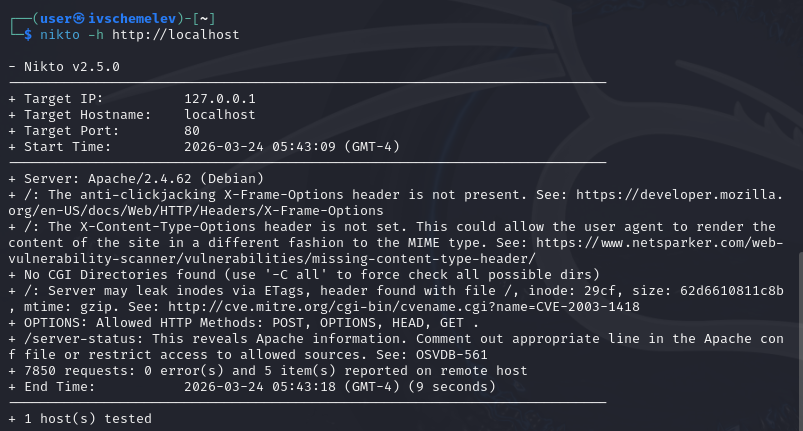 ┌──(user㉿ivschemelev)-[~]
└─$ nikto -h http://localhost
- Nikto v2.5.0
+ Target IP: 127.0.0.1
+ Target Hostname: localhost
+ Target Port: 80
+ Start Time: 2026-03-24 05:43:09 (GMT-4)
+ Server: Apache/2.4.62 (Debian)
+ /: The anti-clickjacking X-Frame-Options header is not present. See: https://developer.mozilla.
org/en-US/docs/Web/HTTP/Headers/X-Frame-Options
+ /: The X-Content-Type-Options header is not set. This could allow the user agent to render the
content of the site in a different fashion to the MIME type. See: https://www.netsparker.com/web-
vulnerability-scanner/vulnerabilities/missing-content-type-header/
+ No CGI Directories found (use '-C all' to force check all possible dirs)
+ /: Server may leak inodes via ETags, header found with file /, inode: 29cf, size: 62d6610811c8b
, mtime: gzip. See: http://cve.mitre.org/cgi-bin/cvename.cgi?name=CVE-2003-1418
+ OPTIONS: Allowed HTTP Methods: POST, OPTIONS, HEAD, GET .
+ /server-status: This reveals Apache information. Comment out appropriate line in the Apache con
f file or restrict access to allowed sources. See: OSVDB-561
+ 7850 requests: 0 error(s) and 5 item(s) reported on remote host
+ End Time: 2026-03-24 05:43:18 (GMT-4) (9 seconds)
+ 1 host(s) tested